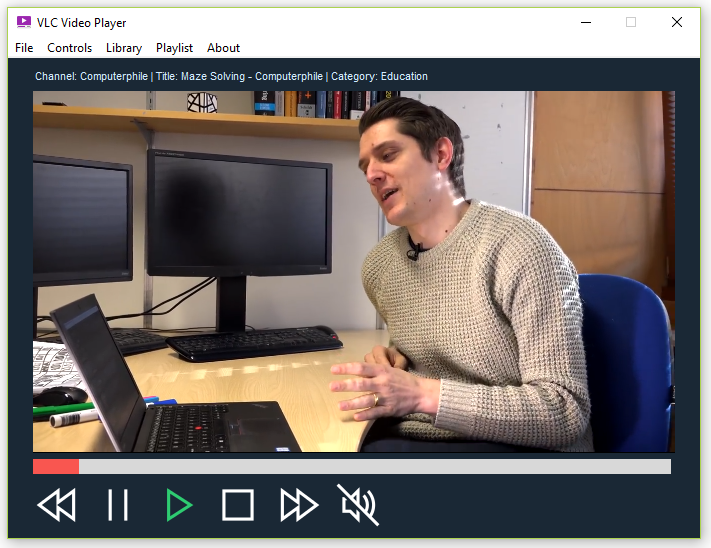 VLC Video Player
File Controls Library Playlist About
Channel: Computerphile | Title: Maze Solving - Computerphile | Category: Education